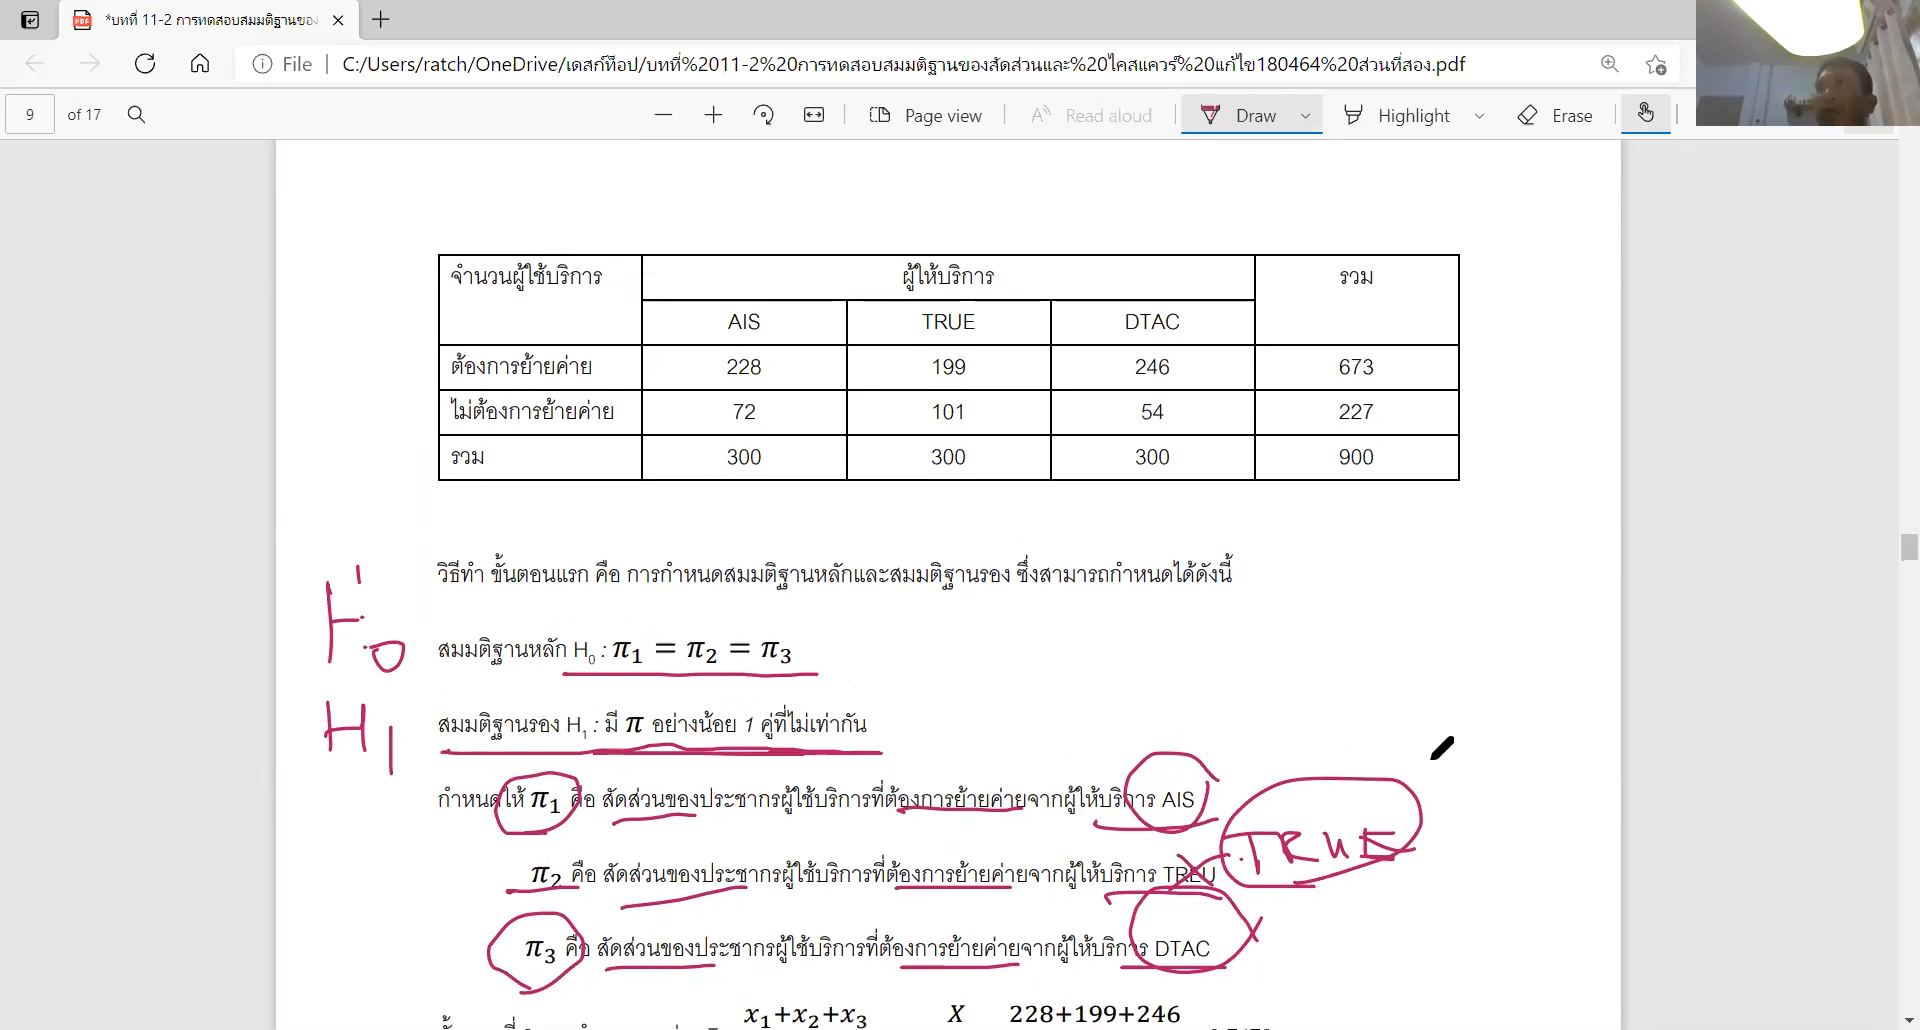 *บทที่ 11-2 การทดสอบสมมติฐานของ
File C:/Users/ratch/OneDrive/เดสก์ท็อป/บทที่%2011-2%20การทดสอบสมมติฐานของสัดส่วนและ%20ไคสแควร์%20แก้ไข180464%20ส่วนที่สอง.pdf
9 of 17 Page view Read aloud Draw Highlight Erase
จำนวนผู้ใช้บริการ ผู้ให้บริการ รวม
AIS TRUE DTAC
ต้องการย้ายค่าย 228 199 246 673
ไม่ต้องการย้ายค่าย 72 101 54 227
รวม 300 300 300 900
วิธีทำ ขั้นตอนแรก คือ การกำหนดสมมติฐานหลักและสมมติฐานรอง ซึ่งสามารถกำหนดได้ดังนี้
H0 สมมติฐานหลัก H₀ : π₁ = π₂ = π₃
H1 สมมติฐานรอง H₁ : มี π อย่างน้อย 1 คู่ที่ไม่เท่ากัน
กำหนดให้ π₁ คือ สัดส่วนของประชากรผู้ใช้บริการที่ต้องการย้ายค่ายจากผู้ให้บริการ AIS
π₂ คือ สัดส่วนของประชากรผู้ใช้บริการที่ต้องการย้ายค่ายจากผู้ให้บริการ TREU TRUE
π₃ คือ สัดส่วนของประชากรผู้ใช้บริการที่ต้องการย้ายค่ายจากผู้ให้บริการ DTAC
x₁+x₂+x₃ X 228+199+246